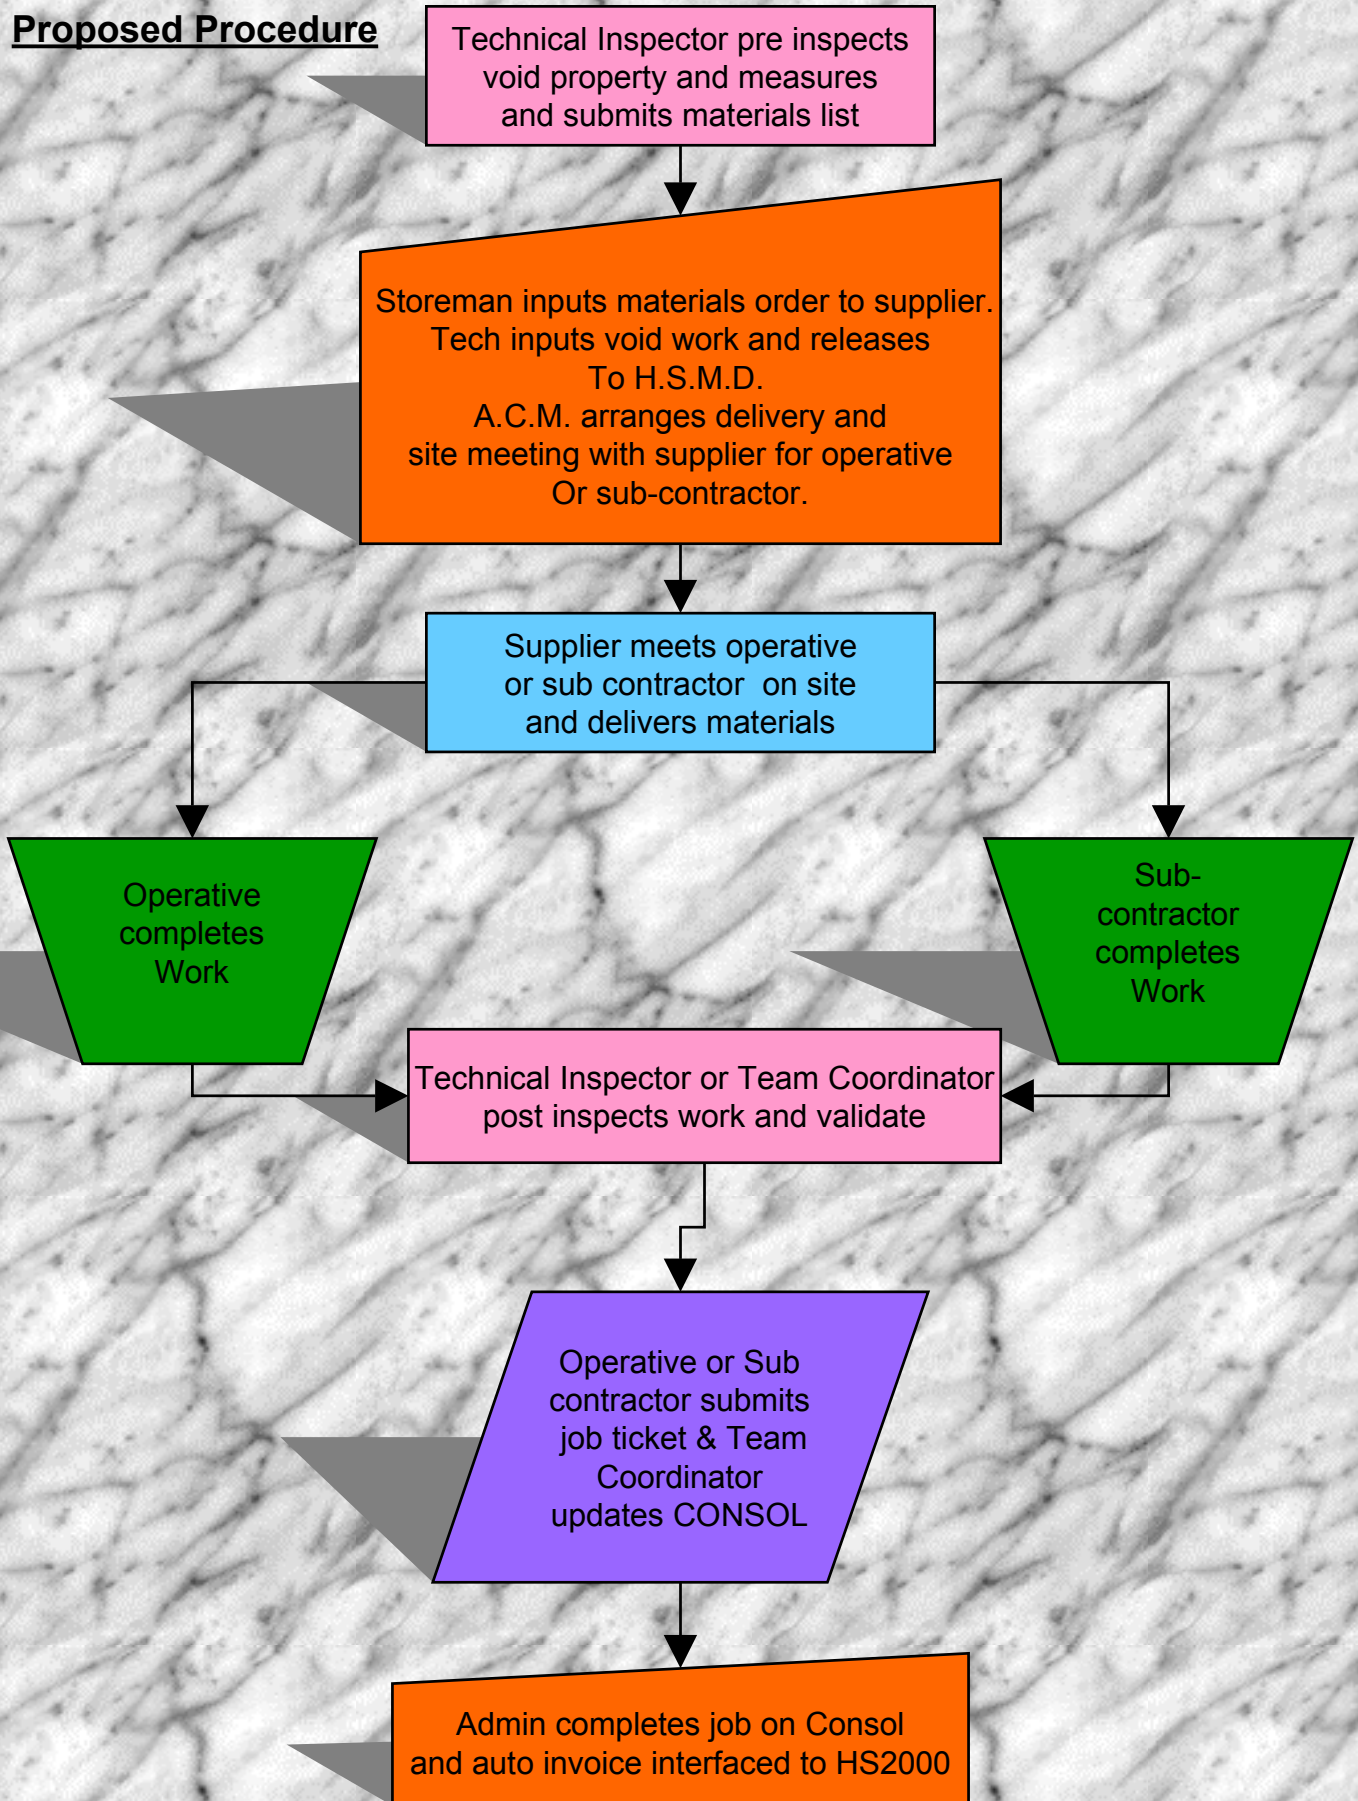 Proposed Procedure
Technical Inspector pre inspects
void property and measures
and submits materials list
Storeman inputs materials order to supplier.
Tech inputs void work and releases
To H.S.M.D.
A.C.M. arranges delivery and
site meeting with supplier for operative
Or sub-contractor.
Supplier meets operative
or sub contractor on site
and delivers materials
Operative
completes
Work
Sub-
contractor
completes
Work
Technical Inspector or Team Coordinator
post inspects work and validate
Operative or Sub
contractor submits
job ticket & Team
Coordinator
updates CONSOL
Admin completes job on Consol
and auto invoice interfaced to HS2000